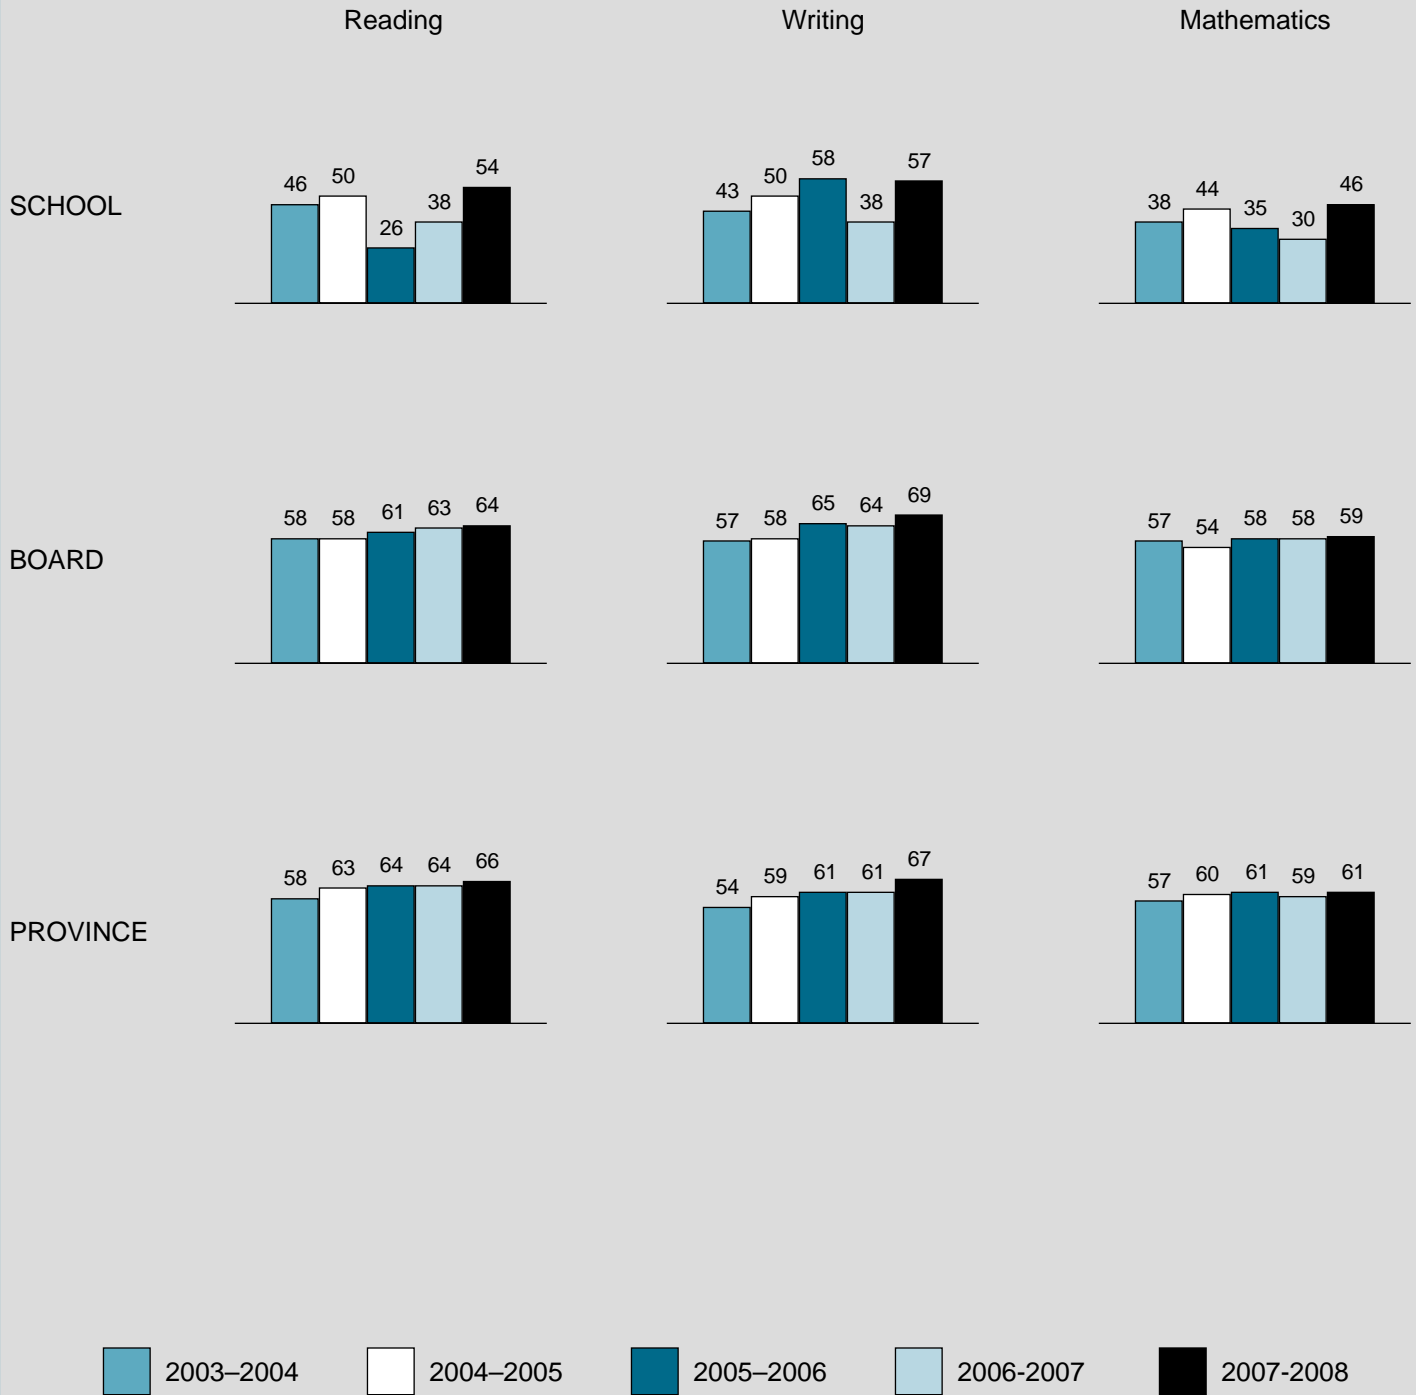 Reading Writing Mathematics
SCHOOL
46 50 26 38 54
43 50 58 38 57
38 44 35 30 46
BOARD
58 58 61 63 64
57 58 65 64 69
57 54 58 58 59
PROVINCE
58 63 64 64 66
54 59 61 61 67
57 60 61 59 61
2003–2004 2004–2005 2005–2006 2006-2007 2007-2008